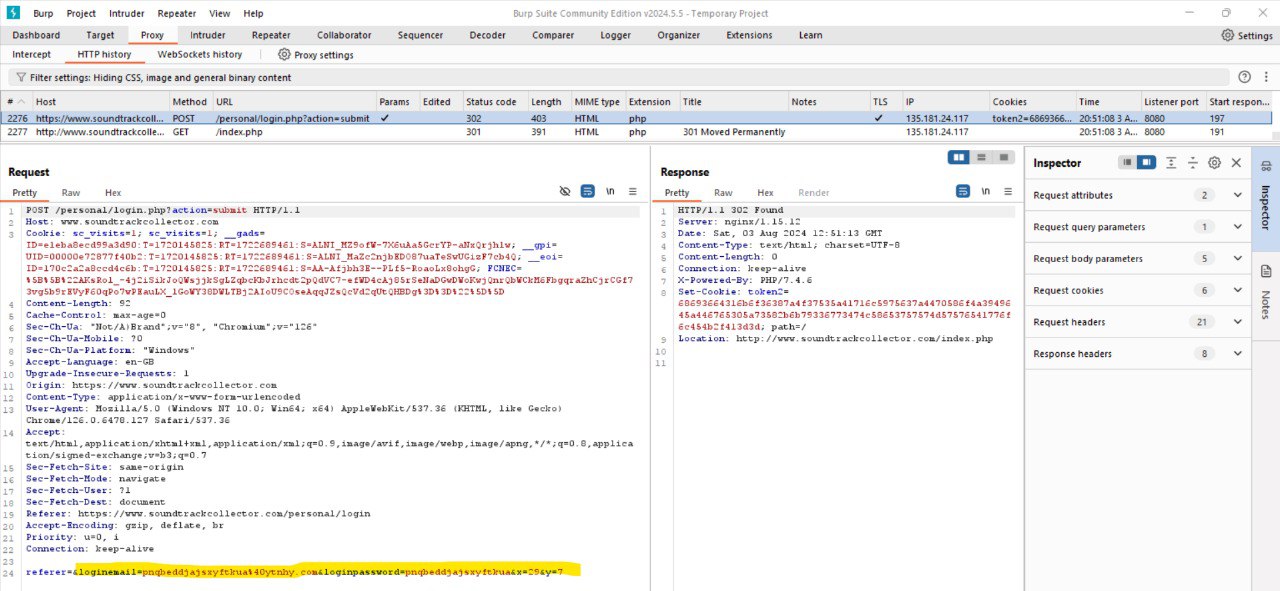 Burp Project Intruder Repeater View Help
Burp Suite Community Edition v2024.5.5 - Temporary Project
Dashboard Target Proxy Intruder Repeater Collaborator Sequencer Decoder Comparer Logger Organizer Extensions Learn Settings
Intercept HTTP history WebSockets history Proxy settings
Filter settings: Hiding CSS, image and general binary content
# Host Method URL Params Edited Status code Length MIME type Extension Title Notes TLS IP Cookies Time Listener port Start respon...
2276 https://www.soundtrackcoll... POST /personal/login.php?action=submit ✓ 302 403 HTML php ✓ 135.181.24.117 token2=6869366... 20:51:08 3 A... 8080 197
2277 http://www.soundtrackcolle... GET /index.php 301 391 HTML php 301 Moved Permanently 135.181.24.117 20:51:08 3 A... 8080 191
Request
Pretty Raw Hex
\n
1 POST /personal/login.php?action=submit HTTP/1.1
2 Host: www.soundtrackcollector.com
3 Cookie: sc_visits=1; sc_visits=1; __gads=
ID=e1eba8ecd99a3d90:T=1720145825:RT=1722689461:S=ALNI_MZ9ofW-7X6uAa5GcrYP-aNxQrjh1w; __gpi=
UID=00000e72877f40b2:T=1720145825:RT=1722689461:S=ALNI_MaZc2njbED087uaTeSwUGizF7cb4Q; __eoi=
ID=170c2a2a8ccd4c6b:T=1720145825:RT=1722689461:S=AA-AfjbhB; FCNEC=
4 Content-Length: 92
5 Cache-Control: max-age=0
6 Sec-Ch-Ua: "Not/A)Brand";v="8", "Chromium";v="126"
7 Sec-Ch-Ua-Mobile: ?0
8 Sec-Ch-Ua-Platform: "Windows"
9 Accept-Language: en-GB
10 Upgrade-Insecure-Requests: 1
11 Origin: https://www.soundtrackcollector.com
12 Content-Type: application/x-www-form-urlencoded
13 User-Agent: Mozilla/5.0 (Windows NT 10.0; Win64; x64) AppleWebKit/537.36 (KHTML, like Gecko)
Chrome/126.0.6478.127 Safari/537.36
14 Accept:
text/html,application/xhtml+xml,application/xml;q=0.9,image/avif,image/webp,image/apng,*/*;q=0.8,applica
tion/signed-exchange;v=b3;q=0.7
15 Sec-Fetch-Site: same-origin
16 Sec-Fetch-Mode: navigate
17 Sec-Fetch-User: ?1
18 Sec-Fetch-Dest: document
19 Referer: https://www.soundtrackcollector.com/personal/login
20 Accept-Encoding: gzip, deflate, br
21 Priority: u=0, i
22 Connection: keep-alive
23
24 referer=&loginemail=pnqbeddjajsxyftkua%40ytnhy.com&loginpassword=pnqbeddjajsxyftkua&x=29&y=7
Response
Pretty Raw Hex Render
\n
1 HTTP/1.1 302 Found
2 Server: nginx/1.15.12
3 Date: Sat, 03 Aug 2024 12:51:13 GMT
4 Content-Type: text/html; charset=UTF-8
5 Content-Length: 0
6 Connection: keep-alive
7 X-Powered-By: PHP/7.4.6
8 Set-Cookie: token2=
68693664316b6f36387a4f37535a41716c5975637a4470586f4a39496
45a446765305a73582b6b79336773474c58653757574d57576541776f
6c454b2f413d3d; path=/
9 Location: http://www.soundtrackcollector.com/index.php
10
11
Inspector
Request attributes 2
Request query parameters 1
Request body parameters 5
Request cookies 6
Request headers 21
Response headers 8
Inspector
Notes